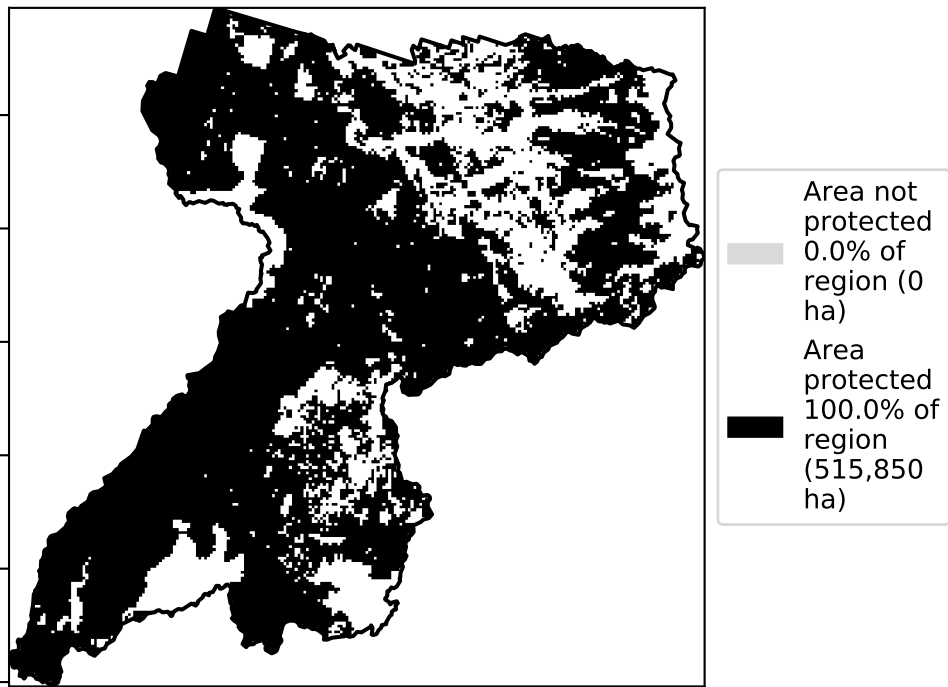 Area not
protected
0.0% of
region (0
ha)
Area
protected
100.0% of
region
(515,850
ha)